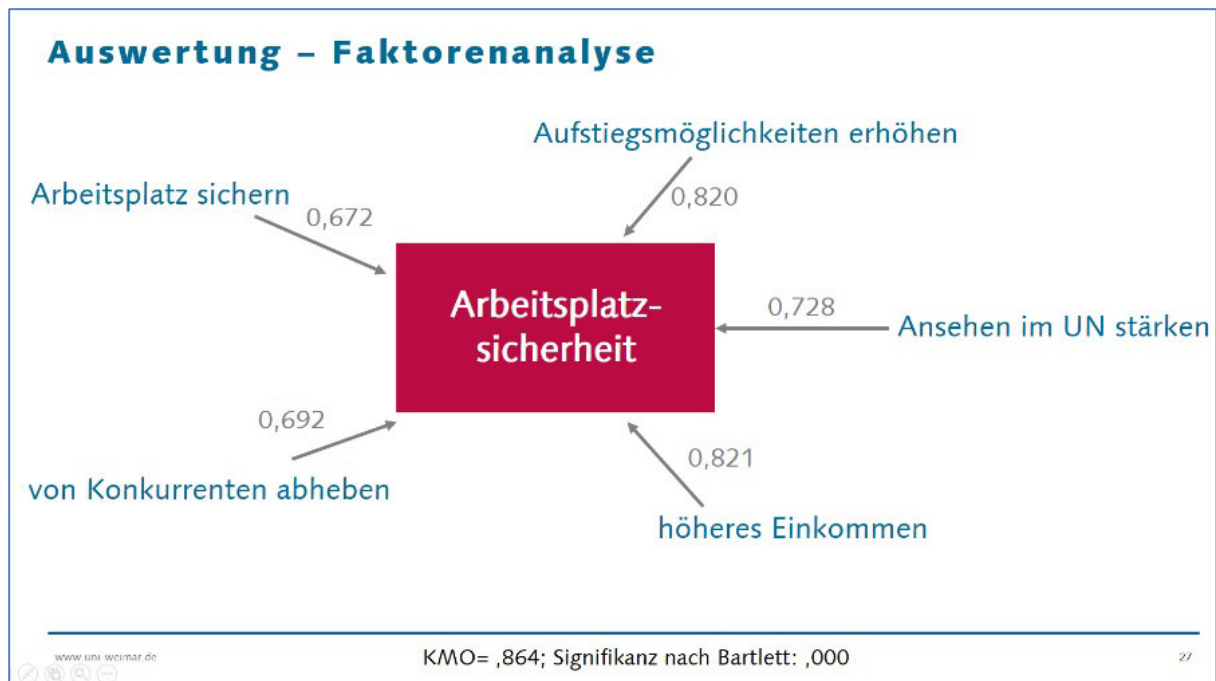 Auswertung – Faktorenanalyse
Aufstiegsmöglichkeiten erhöhen
Arbeitsplatz sichern
0,820
0,672
Arbeitsplatz-
sicherheit
0,728
Ansehen im UN stärken
0,692
0,821
von Konkurrenten abheben
höheres Einkommen
www.uni-weimar.de
KMO= ,864; Signifikanz nach Bartlett: ,000
27